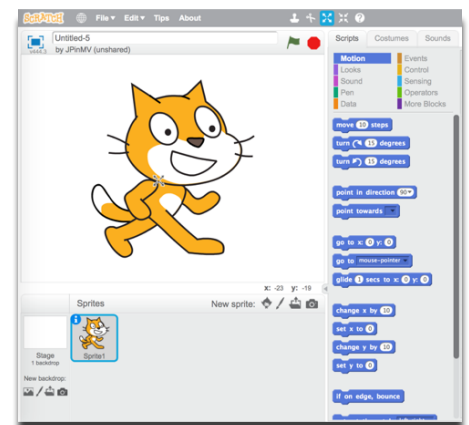 SCRATCH File▼ Edit▼ Tips About
Untitled-5
by JPinMV (unshared)
Scripts Costumes Sounds
Motion Events
Looks Control
Sound Sensing
Pen Operators
Data More Blocks
move 10 steps
turn 15 degrees
turn 15 degrees
point in direction 90▼
point towards
go to x: 0 y: 0
go to mouse-pointer
glide 1 secs to x: 0 y: 0
change x by 10
set x to 0
change y by 10
set y to 0
if on edge, bounce
x: -23 y: -19
Sprites New sprite:
Stage
1 backdrop
Sprite1
New backdrop: